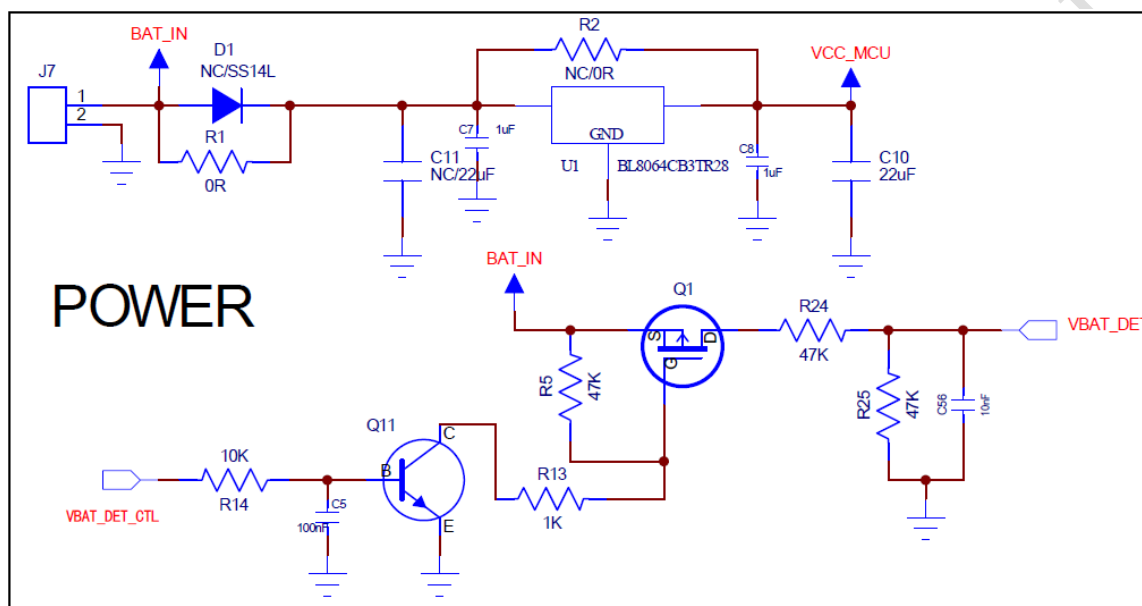 BAT_IN
D1
NC/SS14L
J7
1
2
R1
0R
R2
NC/0R
VCC_MCU
C7
1uF
C11
NC/22uF
GND
U1
BL8064CB3TR28
C8
1uF
C10
22uF
POWER
BAT_IN
Q1
S
D
G
R24
47K
VBAT_DET
R5
47K
R25
47K
C56
10nF
Q11
C
B
E
10K
R14
VBAT_DET_CTL
C5
100nF
R13
1K